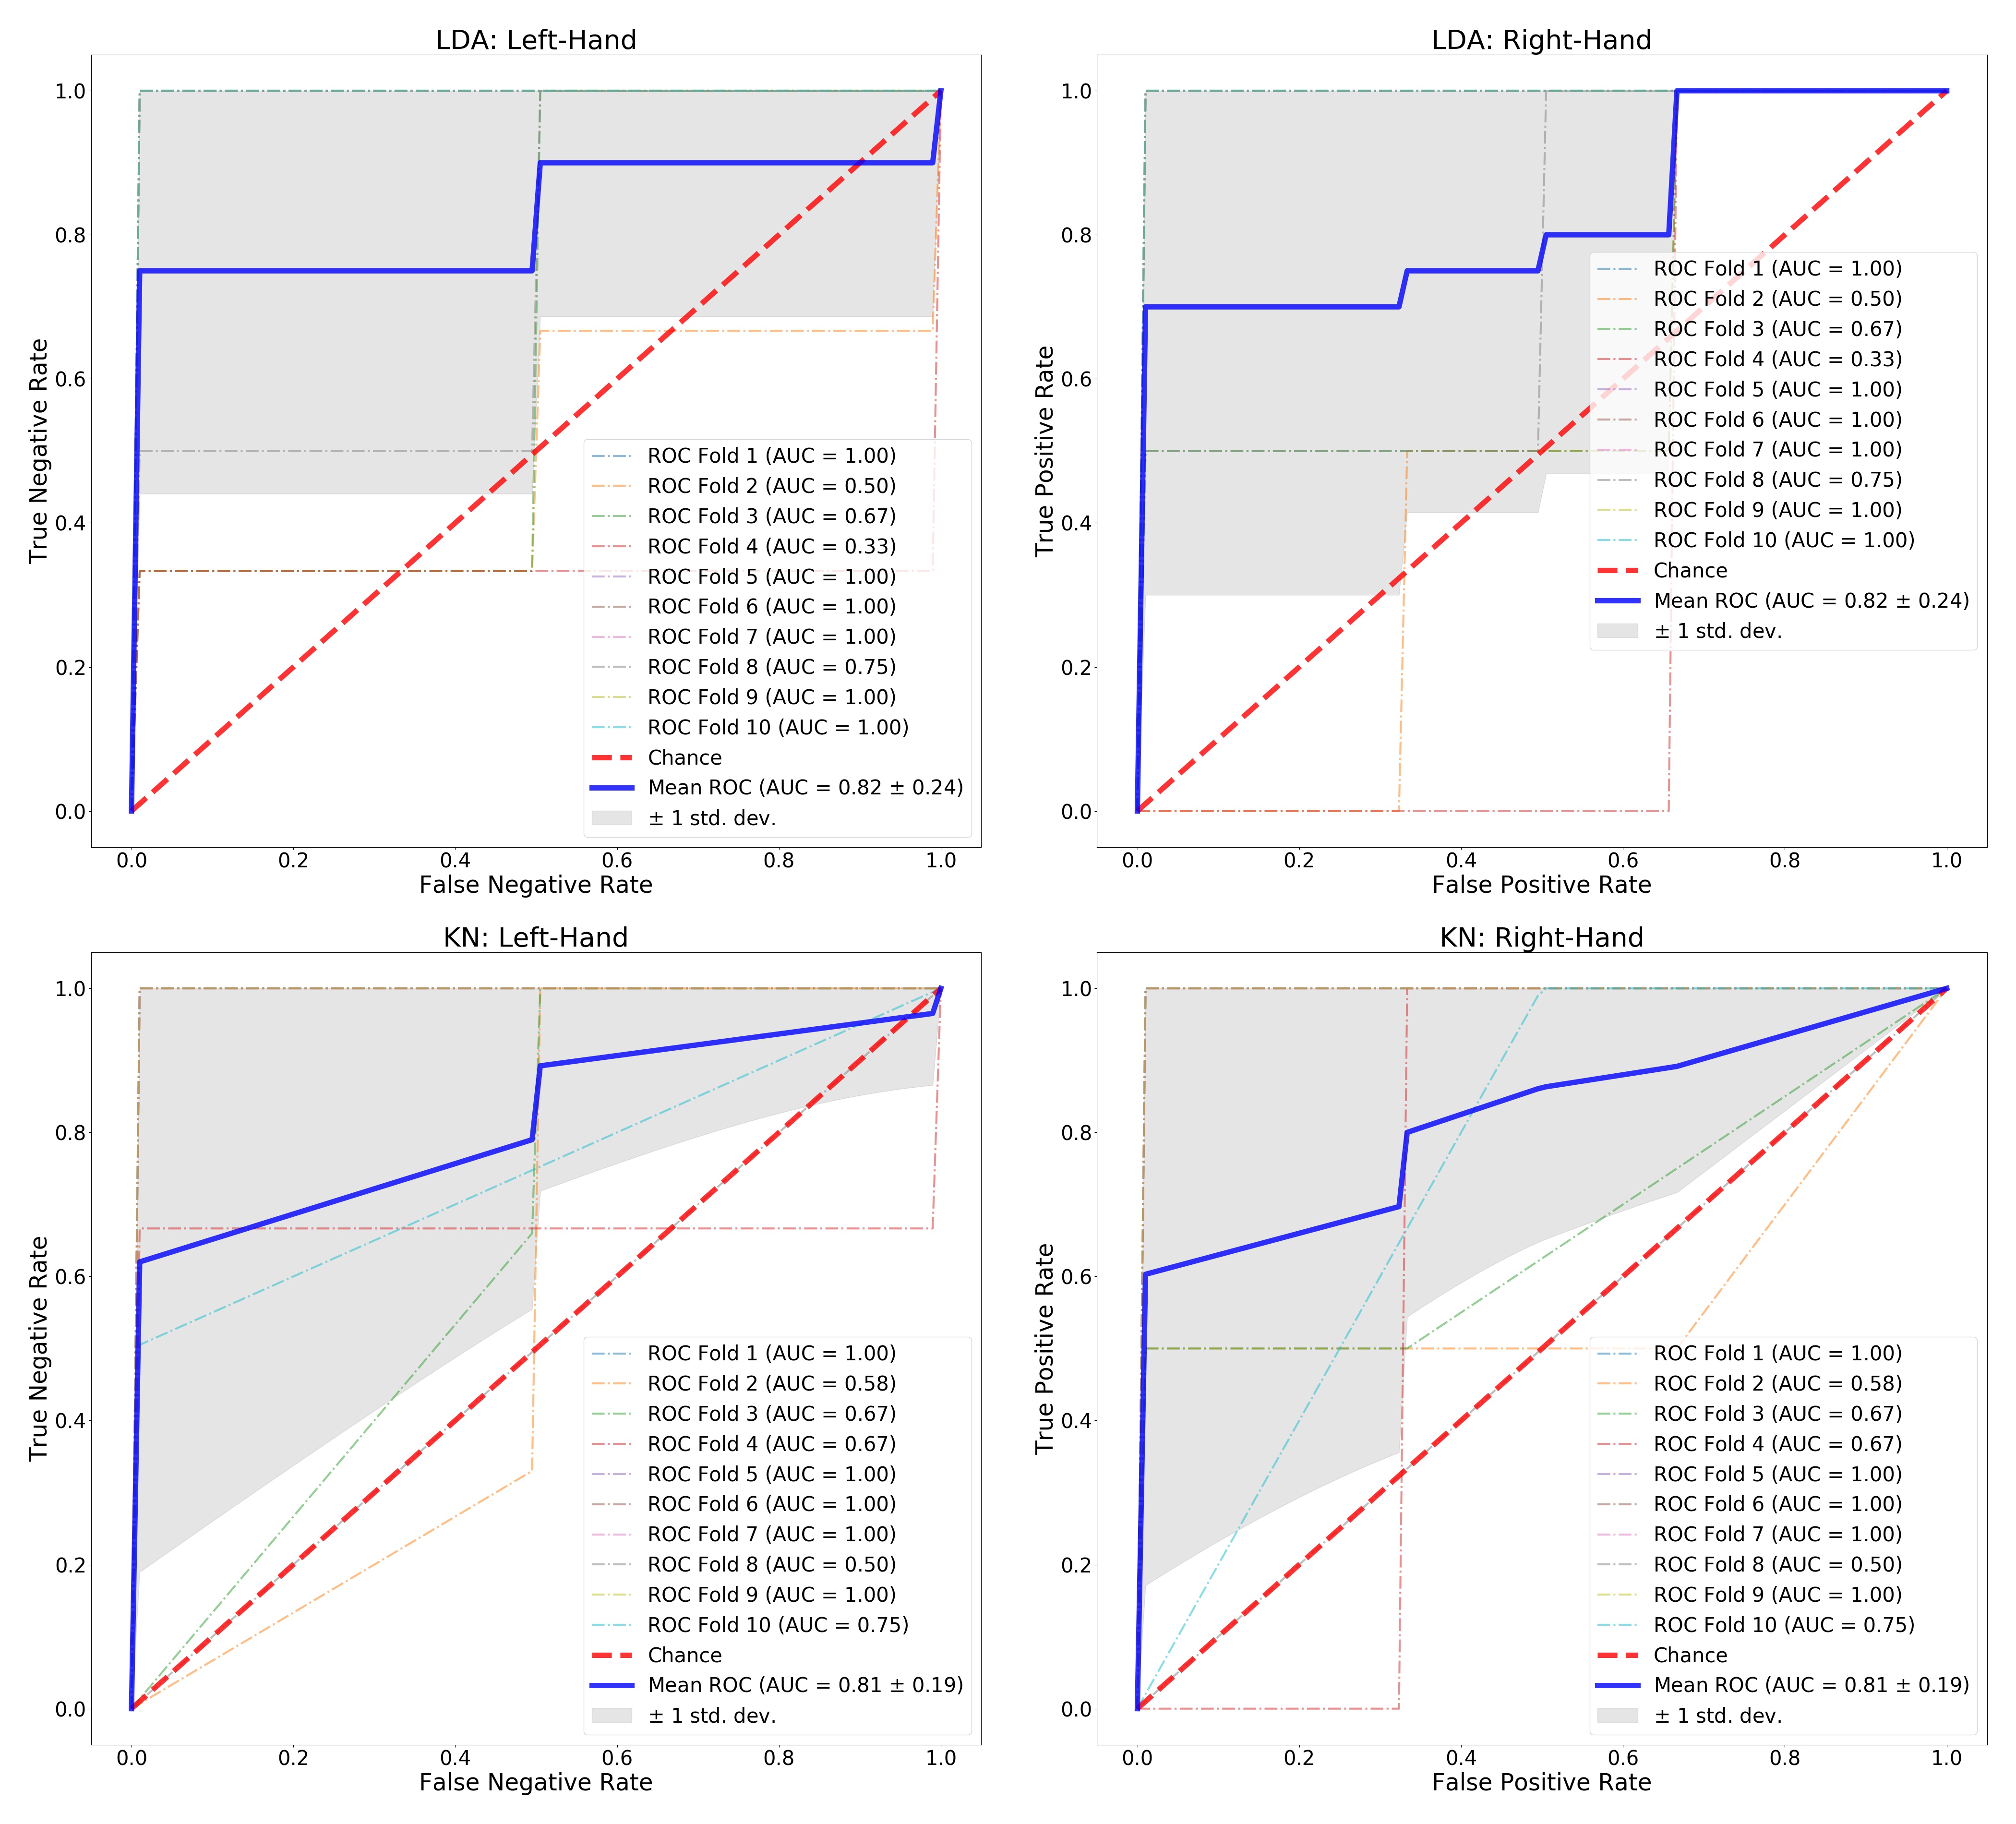 LDA: Left-Hand
True Negative Rate
1.0
0.8
0.6
0.4
0.2
0.0
ROC Fold 1 (AUC = 1.00)
ROC Fold 2 (AUC = 0.50)
ROC Fold 3 (AUC = 0.67)
ROC Fold 4 (AUC = 0.33)
ROC Fold 5 (AUC = 1.00)
ROC Fold 6 (AUC = 1.00)
ROC Fold 7 (AUC = 1.00)
ROC Fold 8 (AUC = 0.75)
ROC Fold 9 (AUC = 1.00)
ROC Fold 10 (AUC = 1.00)
Chance
Mean ROC (AUC = 0.82 ± 0.24)
± 1 std. dev.
0.0 0.2 0.4 0.6 0.8 1.0
False Negative Rate
LDA: Right-Hand
True Positive Rate
1.0
0.8
0.6
0.4
0.2
0.0
ROC Fold 1 (AUC = 1.00)
ROC Fold 2 (AUC = 0.50)
ROC Fold 3 (AUC = 0.67)
ROC Fold 4 (AUC = 0.33)
ROC Fold 5 (AUC = 1.00)
ROC Fold 6 (AUC = 1.00)
ROC Fold 7 (AUC = 1.00)
ROC Fold 8 (AUC = 0.75)
ROC Fold 9 (AUC = 1.00)
ROC Fold 10 (AUC = 1.00)
Chance
Mean ROC (AUC = 0.82 ± 0.24)
± 1 std. dev.
0.0 0.2 0.4 0.6 0.8 1.0
False Positive Rate
KN: Left-Hand
True Negative Rate
1.0
0.8
0.6
0.4
0.2
0.0
ROC Fold 1 (AUC = 1.00)
ROC Fold 2 (AUC = 0.58)
ROC Fold 3 (AUC = 0.67)
ROC Fold 4 (AUC = 0.67)
ROC Fold 5 (AUC = 1.00)
ROC Fold 6 (AUC = 1.00)
ROC Fold 7 (AUC = 1.00)
ROC Fold 8 (AUC = 0.50)
ROC Fold 9 (AUC = 1.00)
ROC Fold 10 (AUC = 0.75)
Chance
Mean ROC (AUC = 0.81 ± 0.19)
± 1 std. dev.
0.0 0.2 0.4 0.6 0.8 1.0
False Negative Rate
KN: Right-Hand
True Positive Rate
1.0
0.8
0.6
0.4
0.2
0.0
ROC Fold 1 (AUC = 1.00)
ROC Fold 2 (AUC = 0.58)
ROC Fold 3 (AUC = 0.67)
ROC Fold 4 (AUC = 0.67)
ROC Fold 5 (AUC = 1.00)
ROC Fold 6 (AUC = 1.00)
ROC Fold 7 (AUC = 1.00)
ROC Fold 8 (AUC = 0.50)
ROC Fold 9 (AUC = 1.00)
ROC Fold 10 (AUC = 0.75)
Chance
Mean ROC (AUC = 0.81 ± 0.19)
± 1 std. dev.
0.0 0.2 0.4 0.6 0.8 1.0
False Positive Rate